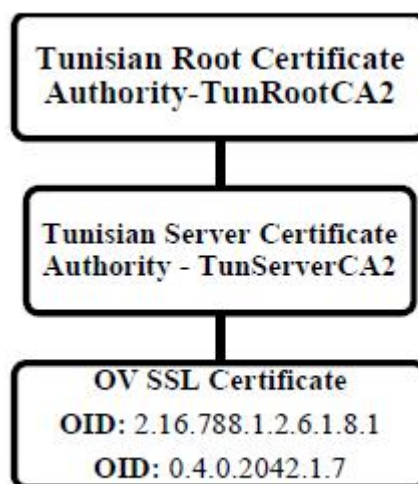 Tunisian Root Certificate
Authority-TunRootCA2
Tunisian Server Certificate
Authority - TunServerCA2
OV SSL Certificate
OID: 2.16.788.1.2.6.1.8.1
OID: 0.4.0.2042.1.7